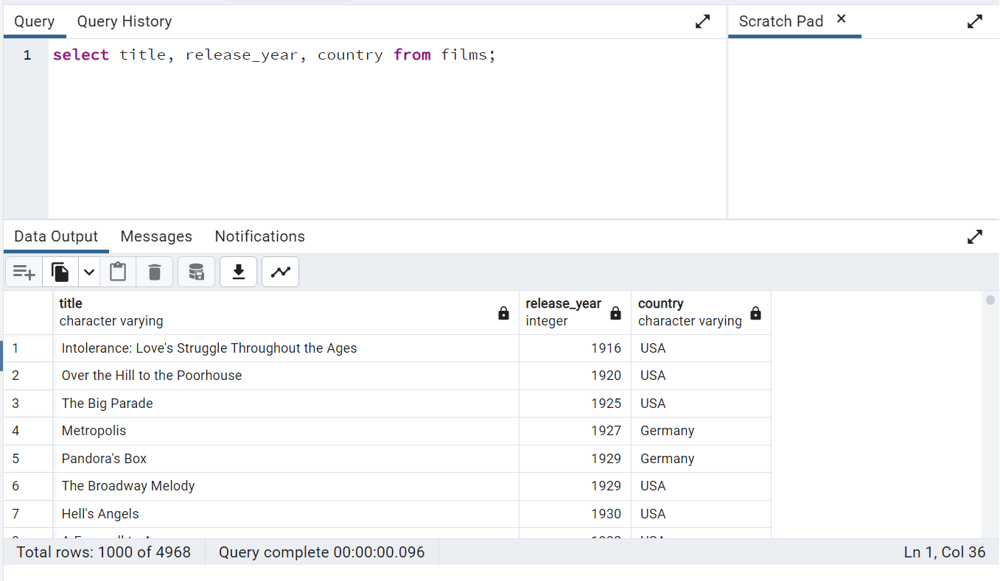 Query Query History Scratch Pad
1 select title, release_year, country from films;
Data Output Messages Notifications
title release_year country
character varying integer character varying
1 Intolerance: Love's Struggle Throughout the Ages 1916 USA
2 Over the Hill to the Poorhouse 1920 USA
3 The Big Parade 1925 USA
4 Metropolis 1927 Germany
5 Pandora's Box 1929 Germany
6 The Broadway Melody 1929 USA
7 Hell's Angels 1930 USA
Total rows: 1000 of 4968 Query complete 00:00:00.096 Ln 1, Col 36